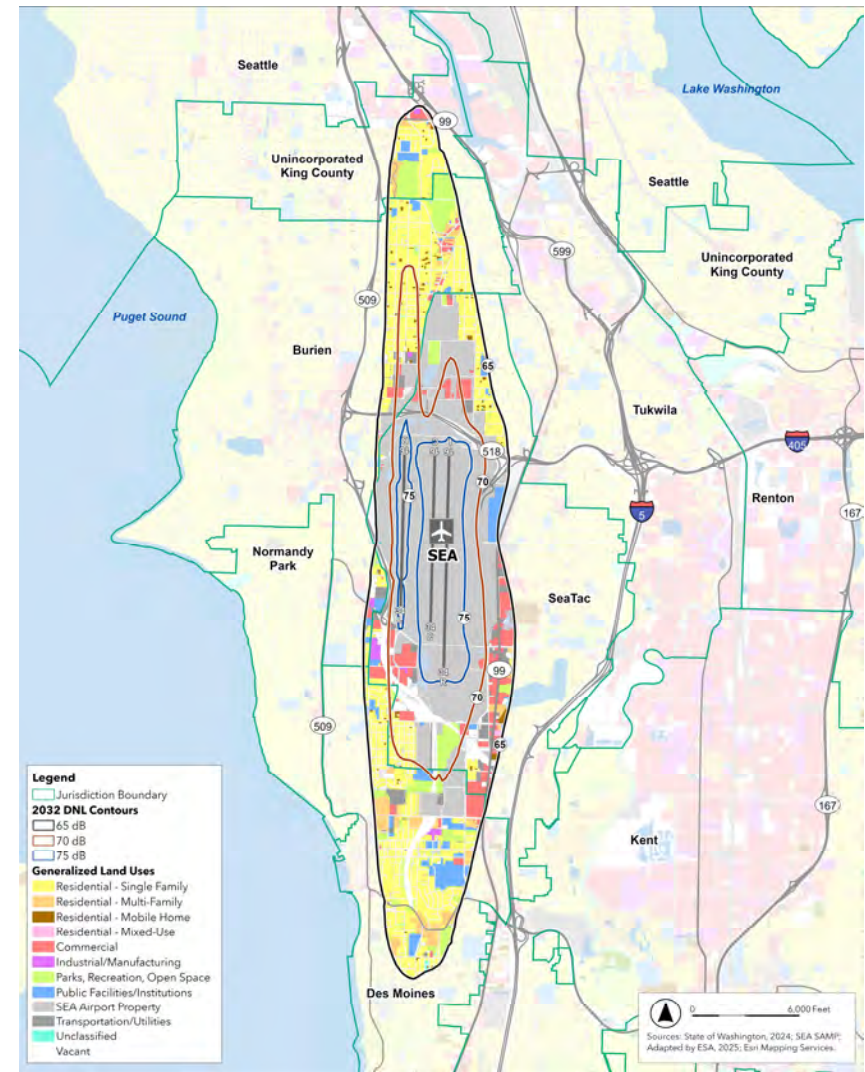 Seattle
Lake Washington
99
Unincorporated
King County
Seattle
599
Unincorporated
King County
509
Puget Sound
Burien
65
Tukwila
518
405
75
70
5
Renton
167
SEA
Normandy
Park
SeaTac
75
99
70
509
65
167
Kent
Des Moines
Legend
Jurisdiction Boundary
2032 DNL Contours
65 dB
70 dB
75 dB
Generalized Land Uses
Residential - Single Family
Residential - Multi-Family
Residential - Mobile Home
Residential - Mixed-Use
Commercial
Industrial/Manufacturing
Parks, Recreation, Open Space
Public Facilities/Institutions
SEA Airport Property
Transportation/Utilities
Unclassified
Vacant
0 6,000 Feet
Sources: State of Washington, 2024; SEA SAMP;
Adapted by ESA, 2025; Esri Mapping Services.